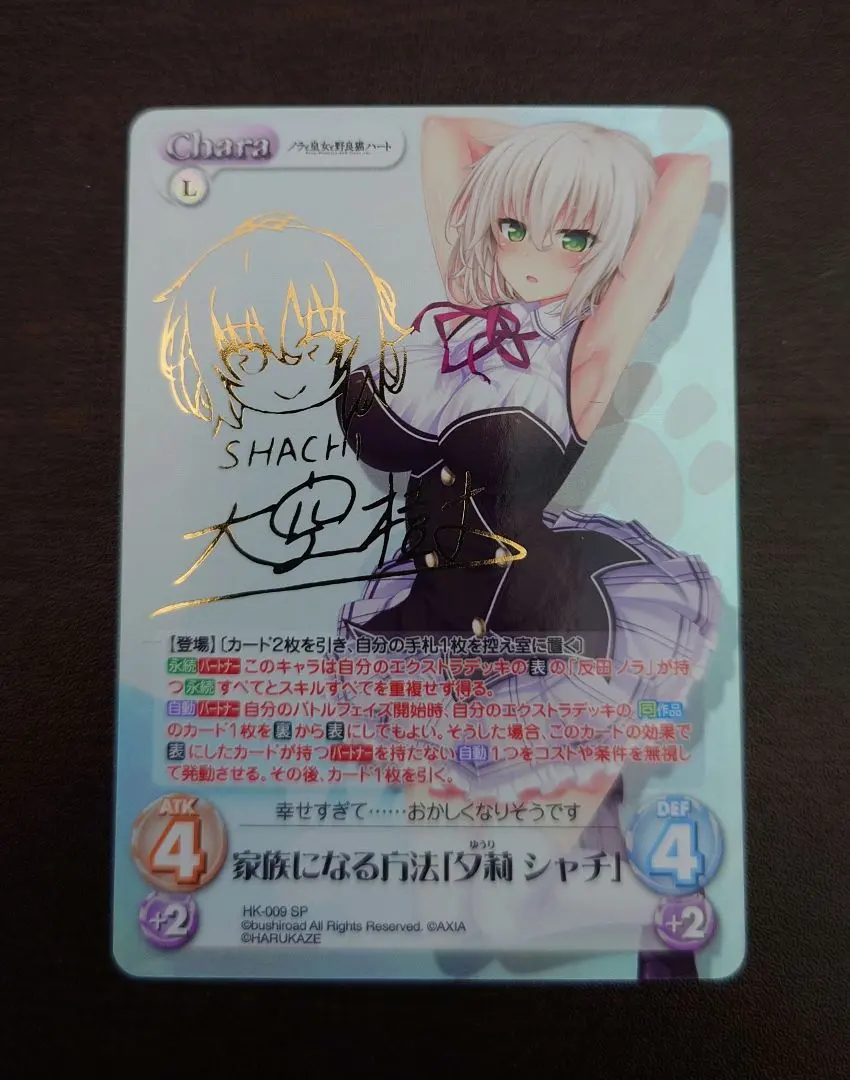 Chara
ノラと皇女と野良猫ハート
L
SHACHI
大空樹
【登場】〔カード2枚を引き、自分の手札1枚を控え室に置く〕
永続 パートナー このキャラは自分のエクストラデッキの表の「反田 ノラ」が持
つ永続すべてとスキルすべてを重複せず得る。
自動 パートナー 自分のバトルフェイズ開始時、自分のエクストラデッキの、同作品
のカード1枚を裏から表にしてもよい。そうした場合、このカードの効果で
表にしたカードが持つパートナーを持たない自動1つをコストや条件を無視し
て発動させる。その後、カード1枚を引く。
幸せすぎて……おかしくなりそうです
ATK
4
+2
ゆうり
家族になる方法「夕莉 シャチ」
DEF
4
+2
HK-009 SP
©bushiroad All Rights Reserved. ©AXIA
©HARUKAZE